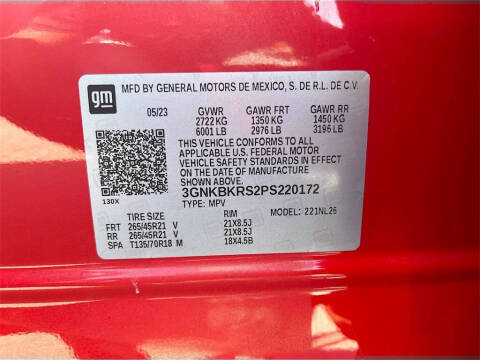 gm
MFD BY GENERAL MOTORS DE MEXICO, S. DE R.L. DE C.V.
05/23 GVWR GAWR FRT GAWR RR
2722 KG 1350 KG 1450 KG
6001 LB 2976 LB 3196 LB
THIS VEHICLE CONFORMS TO ALL
APPLICABLE U.S. FEDERAL MOTOR
VEHICLE SAFETY STANDARDS IN EFFECT
ON THE DATE OF MANUFACTURE
SHOWN ABOVE.
3GNKBKRS2PS220172
130X TYPE: MPV MODEL: 221NL26
TIRE SIZE RIM
FRT 265/45R21 V 21X8.5J
RR 265/45R21 V 21X8.5J
SPA T135/70R18 M 18X4.5B